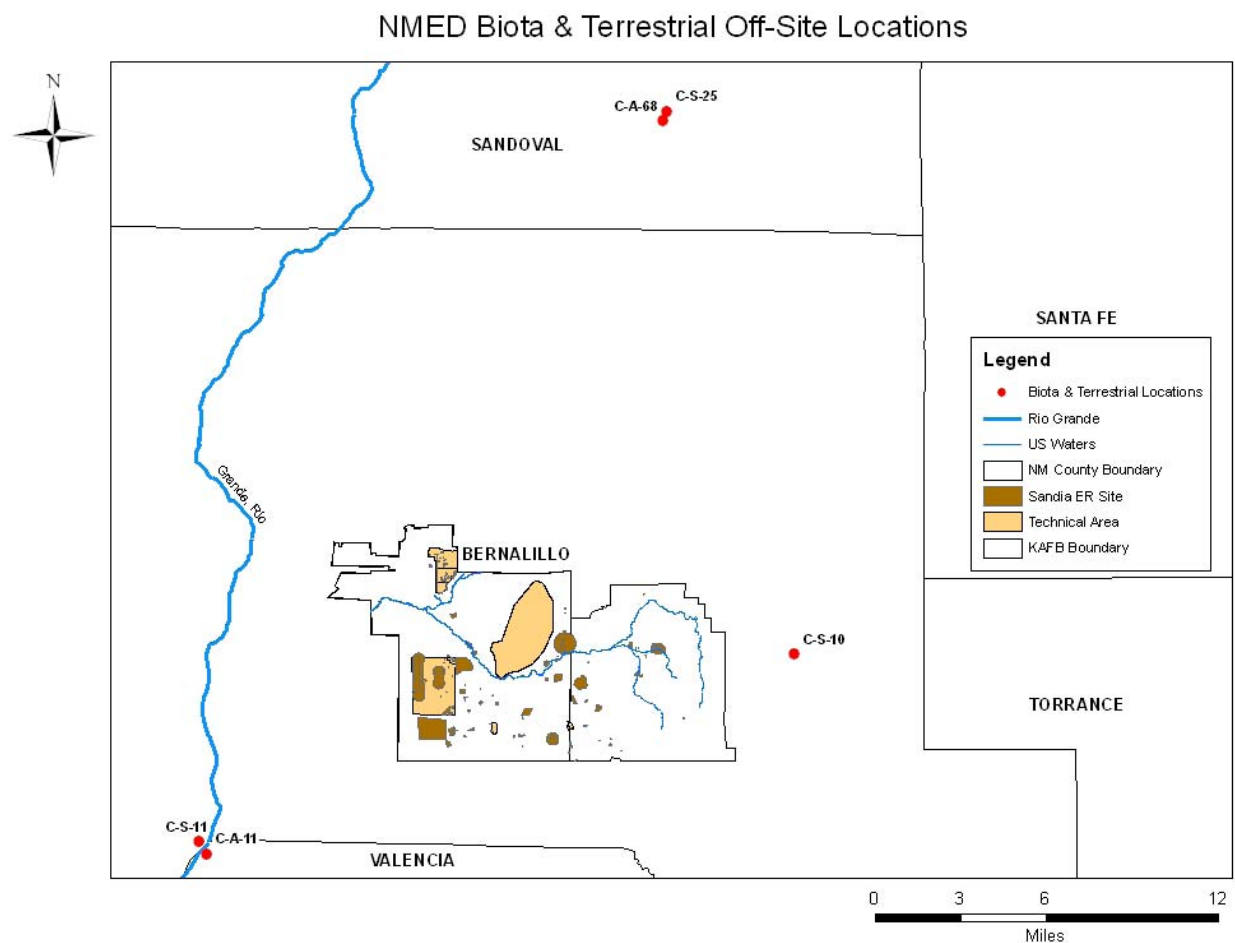 NMED Biota & Terrestrial Off-Site Locations
N
C-S-25
C-A-68
SANDOVAL
SANTA FE
Legend
Biota & Terrestrial Locations
Rio Grande
US Waters
NM County Boundary
Sandia ER Site
Technical Area
KAFB Boundary
Grande, Rio
BERNALILLO
C-S-10
TORRANCE
C-S-11
C-A-11
VALENCIA
0 3 6 12
Miles